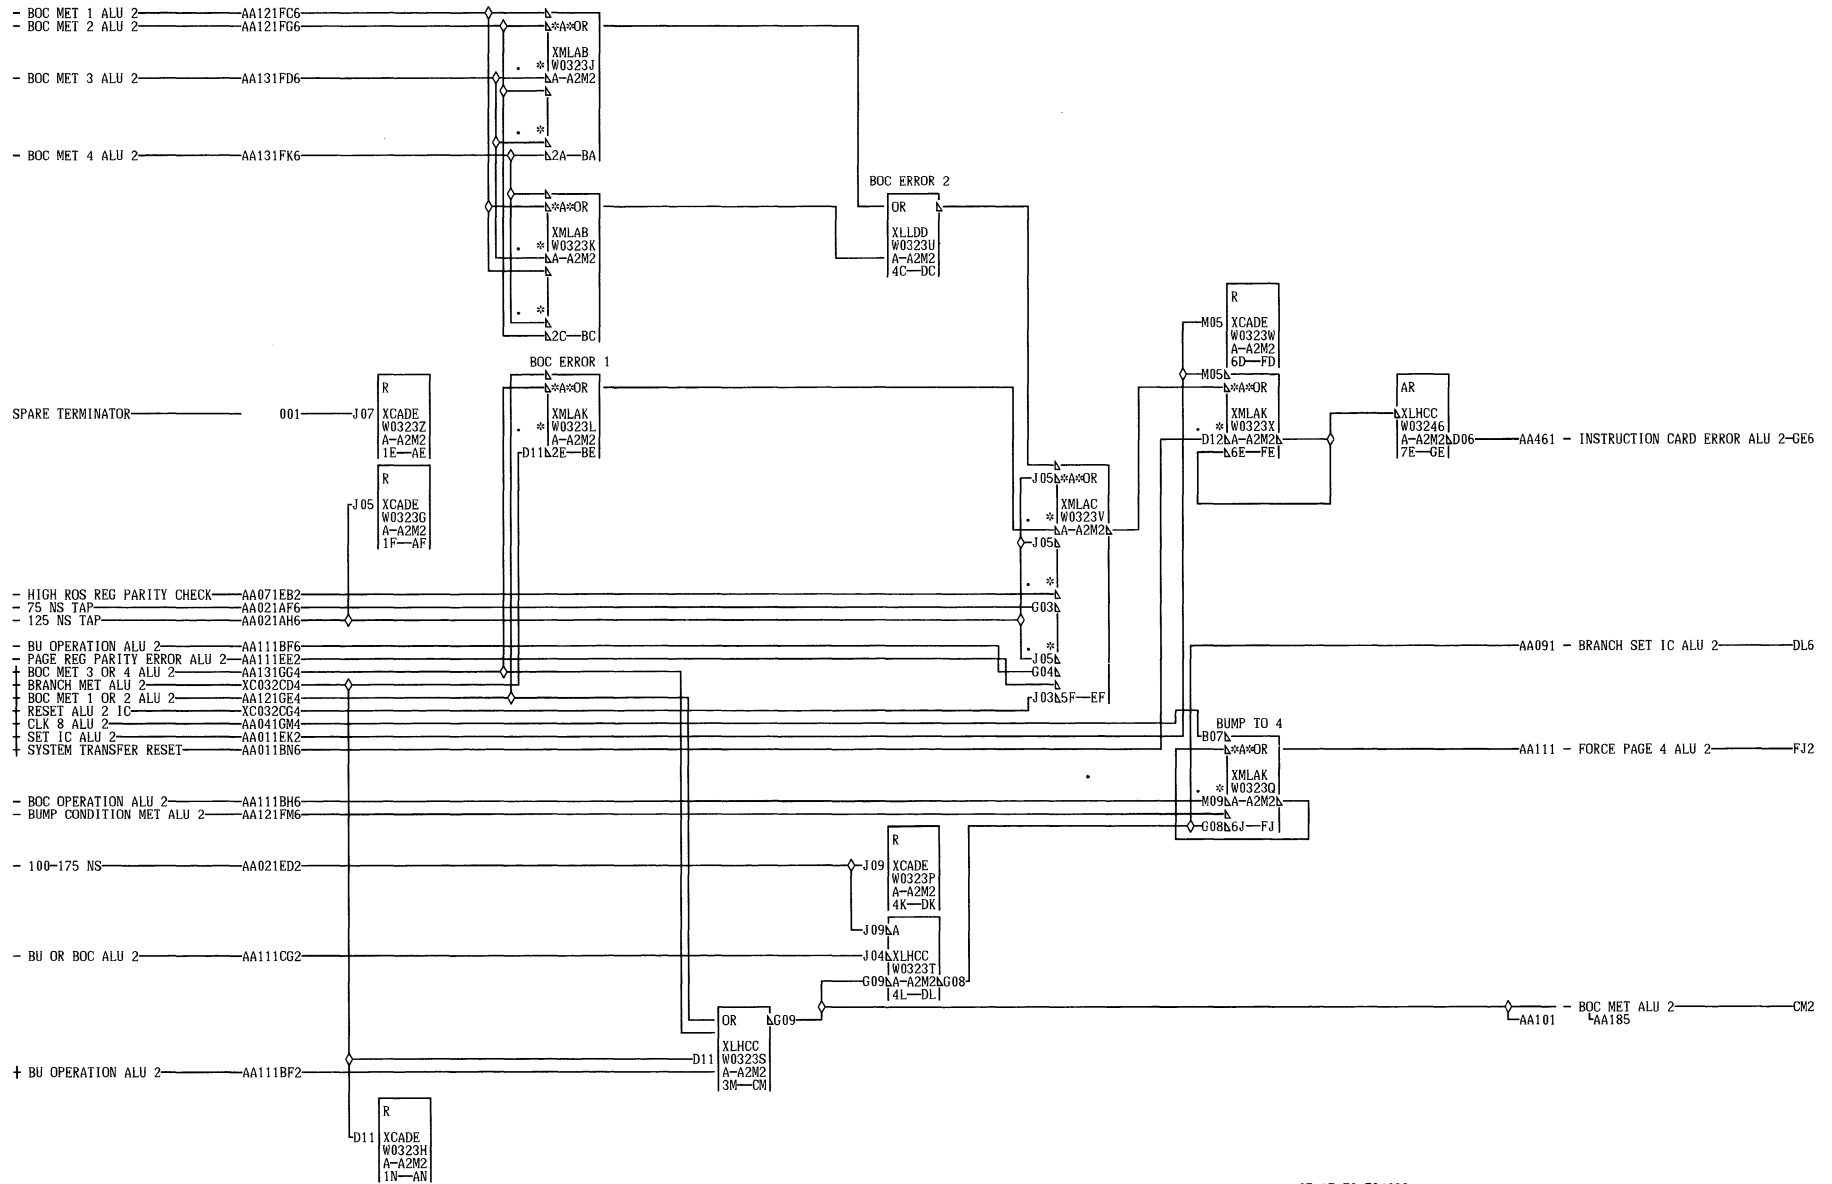 - BOC MET 1 ALU 2 AA121FC6
- BOC MET 2 ALU 2 AA121FG6
*A*OR
XMLAB
. * W0323J
- BOC MET 3 ALU 2 AA131FD6
A-A2M2
. *
- BOC MET 4 ALU 2 AA131FK6
2A-BA
BOC ERROR 2
*A*OR
XMLAB
. * W0323K
A-A2M2
. *
2C-BC
OR
XLLDD
W0323U
A-A2M2
4C-DC
R
M05 XCADE
W0323W
A-A2M2
6D-FD
BOC ERROR 1
R
SPARE TERMINATOR 001 J07 XCADE
W0323Z
A-A2M2
1E-AE
*A*OR
XMLAK
. * W0323L
A-A2M2
D11 2E-BE
M05
*A*OR
XMLAK
. * W0323X
D12 A-A2M2
6E-FE
AR
XLHCC
W03246
A-A2M2 D06 AA461 - INSTRUCTION CARD ERROR ALU 2 GE6
7E-GE
R
J05 XCADE
W0323G
A-A2M2
1F-AF
J05 *A*OR
XMLAC
. * W0323V
A-A2M2
J05
. *
G03
. *
J05
G04
J03 5F-EF
- HIGH ROS REG PARITY CHECK AA071EB2
- 75 NS TAP AA021AF6
- 125 NS TAP AA021AH6
- BU OPERATION ALU 2 AA111BF6
AA091 - BRANCH SET IC ALU 2 DL6
- PAGE REG PARITY ERROR ALU 2 AA111EE2
+ BOC MET 3 OR 4 ALU 2 AA131GG4
+ BRANCH MET ALU 2 XC032CD4
+ BOC MET 1 OR 2 ALU 2 AA121GE4
+ RESET ALU 2 IC XC032CG4
+ CLK 8 ALU 2 AA041GM4
+ SET IC ALU 2 AA011EK2
+ SYSTEM TRANSFER RESET AA011BN6
BUMP TO 4
B07
*A*OR
AA111 - FORCE PAGE 4 ALU 2 FJ2
XMLAK
. * W0323Q
- BOC OPERATION ALU 2 AA111BH6
M09 A-A2M2
- BUMP CONDITION MET ALU 2 AA121FM6
G08 6J-FJ
R
- 100-175 NS AA021ED2
J09 XCADE
W0323P
A-A2M2
4K-DK
J09 A
- BU OR BOC ALU 2 AA111CG2
J04 XLHCC
W0323T
G09 A-A2M2 G08
4L-DL
- BOC MET ALU 2 CM2
AA101 AA185
OR G09
XLHCC
D11 W0323S
+ BU OPERATION ALU 2 AA111BF2
A-A2M2
3M-CM
R
D11 XCADE
W0323H
A-A2M2
1N-AN